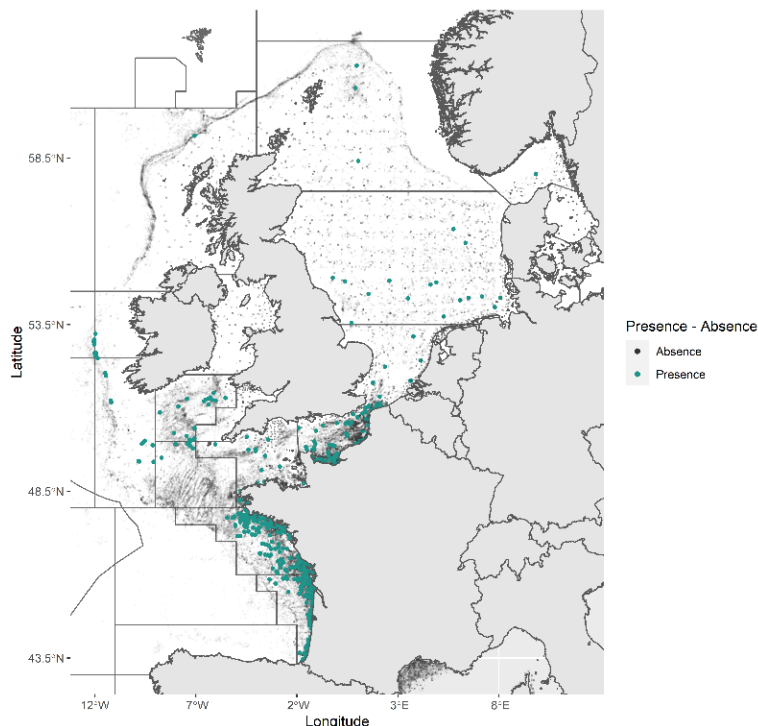 58.5°N
53.5°N
48.5°N
43.5°N
Latitude
12°W
7°W
2°W
3°E
8°E
Longitude
Presence - Absence
Absence
Presence